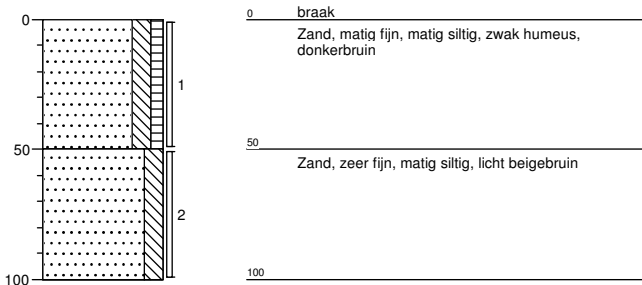 0
50
100
1
2
0
braak
Zand, matig fijn, matig siltig, zwak humeus,
donkerbruin
50
Zand, zeer fijn, matig siltig, licht beigebruin
100